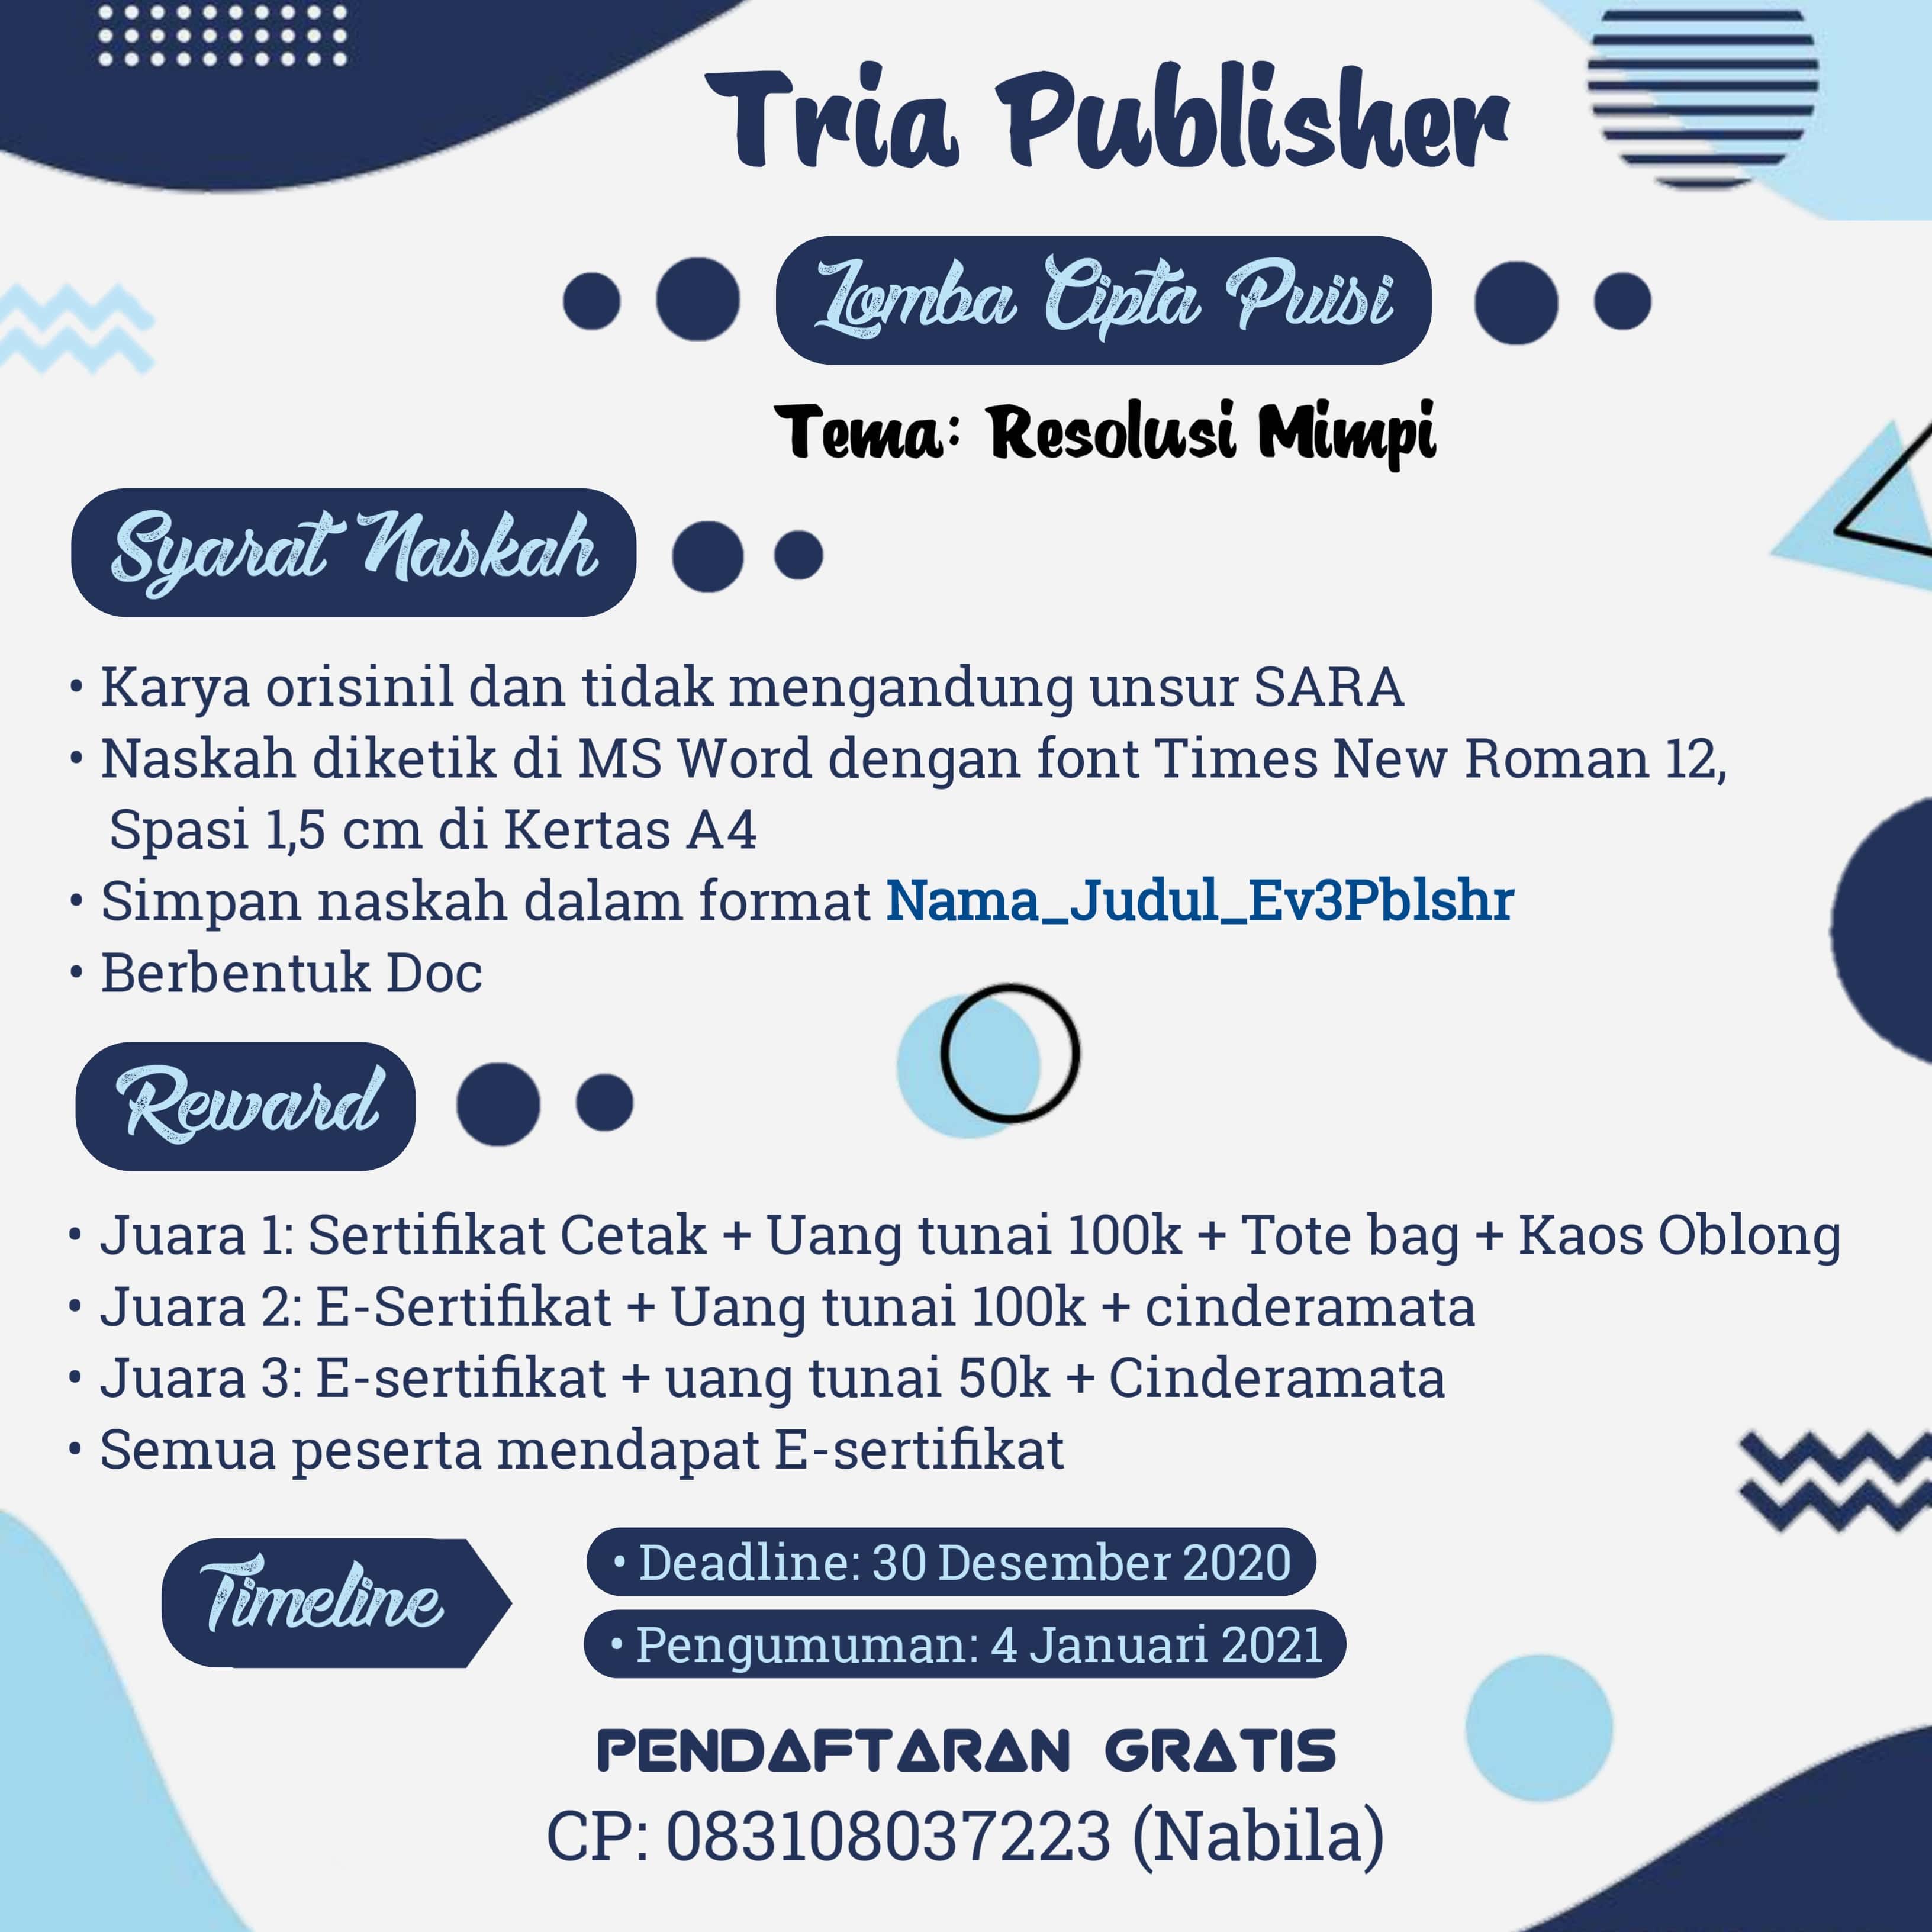 Tria Publisher
Lomba Cipta Puisi
Tema: Resolusi Mimpi
Syarat Naskah
• Karya orisinil dan tidak mengandung unsur SARA
• Naskah diketik di MS Word dengan font Times New Roman 12,
Spasi 1,5 cm di Kertas A4
• Simpan naskah dalam format Nama_Judul_Ev3Pblshr
• Berbentuk Doc
Reward
• Juara 1: Sertifikat Cetak + Uang tunai 100k + Tote bag + Kaos Oblong
• Juara 2: E-Sertifikat + Uang tunai 100k + cinderamata
• Juara 3: E-sertifikat + uang tunai 50k + Cinderamata
• Semua peserta mendapat E-sertifikat
Timeline
• Deadline: 30 Desember 2020
• Pengumuman: 4 Januari 2021
PENDAFTARAN GRATIS
CP: 083108037223 (Nabila)